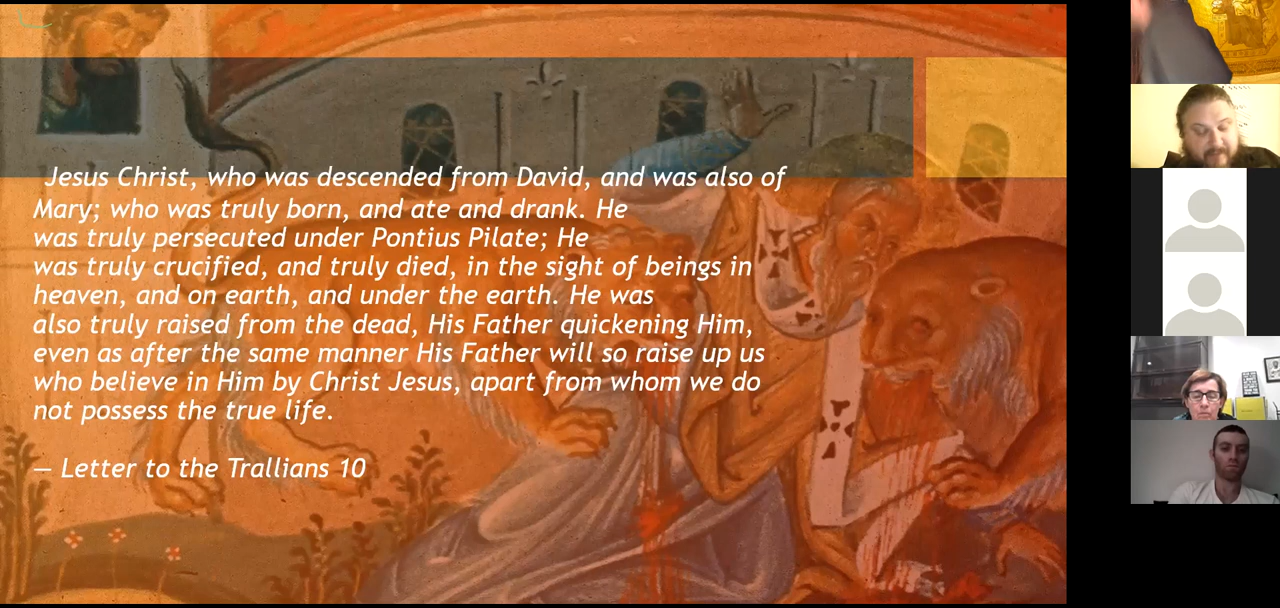 Jesus Christ, who was descended from David, and was also of
Mary; who was truly born, and ate and drank. He
was truly persecuted under Pontius Pilate; He
was truly crucified, and truly died, in the sight of beings in
heaven, and on earth, and under the earth. He was
also truly raised from the dead, His Father quickening Him,
even as after the same manner His Father will so raise up us
who believe in Him by Christ Jesus, apart from whom we do
not possess the true life.
— Letter to the Trallians 10